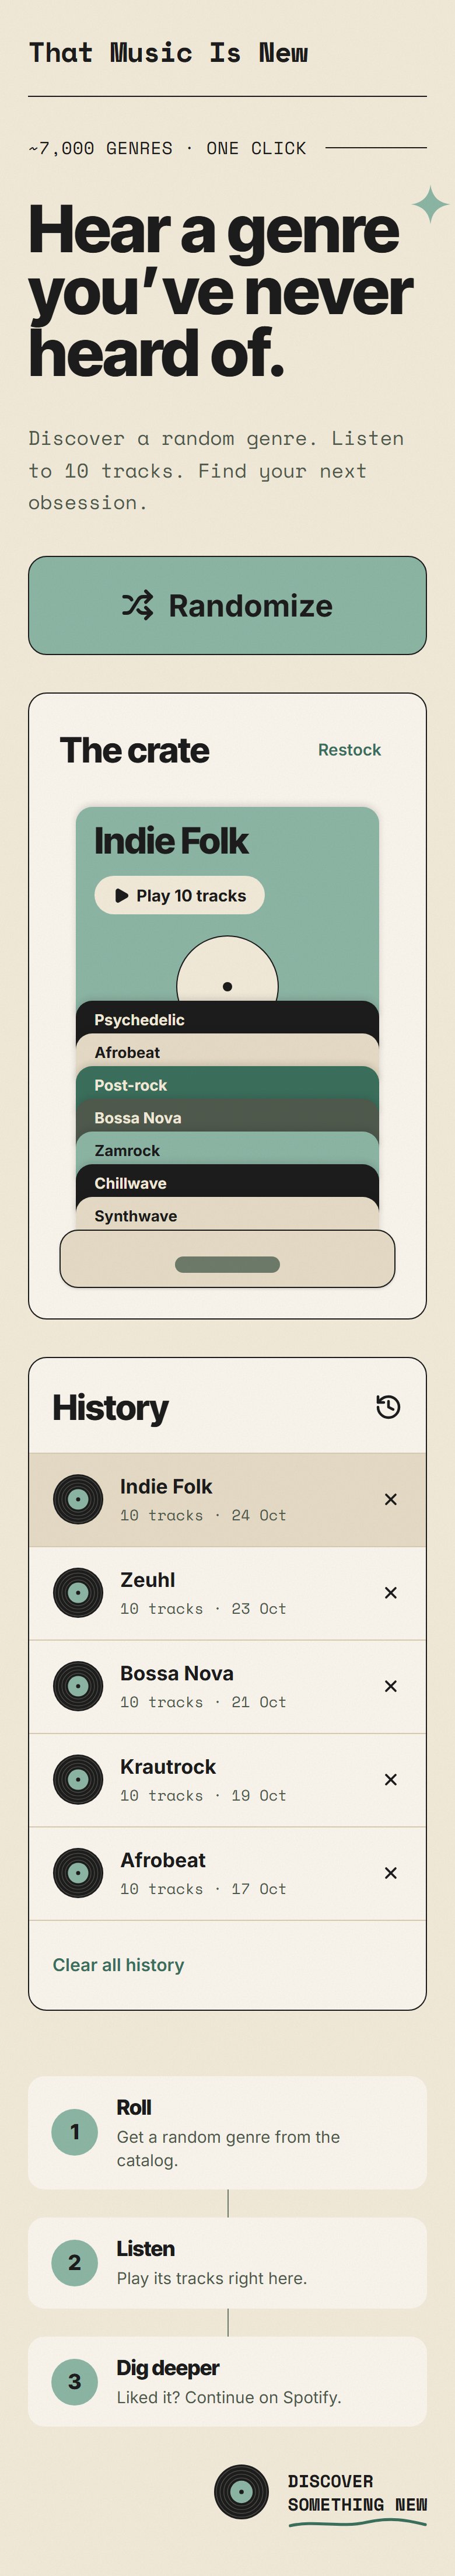 That Music Is New
~7,000 GENRES · ONE CLICK
Hear a genre
you’ve never
heard of.
Discover a random genre. Listen
to 10 tracks. Find your next
obsession.
Randomize
The crate
Restock
Indie Folk
Play 10 tracks
Psychedelic
Afrobeat
Post-rock
Bossa Nova
Zamrock
Chillwave
Synthwave
History
Indie Folk
10 tracks · 24 Oct
Zeuhl
10 tracks · 23 Oct
Bossa Nova
10 tracks · 21 Oct
Krautrock
10 tracks · 19 Oct
Afrobeat
10 tracks · 17 Oct
Clear all history
1
Roll
Get a random genre from the
catalog.
2
Listen
Play its tracks right here.
3
Dig deeper
Liked it? Continue on Spotify.
DISCOVER
SOMETHING NEW